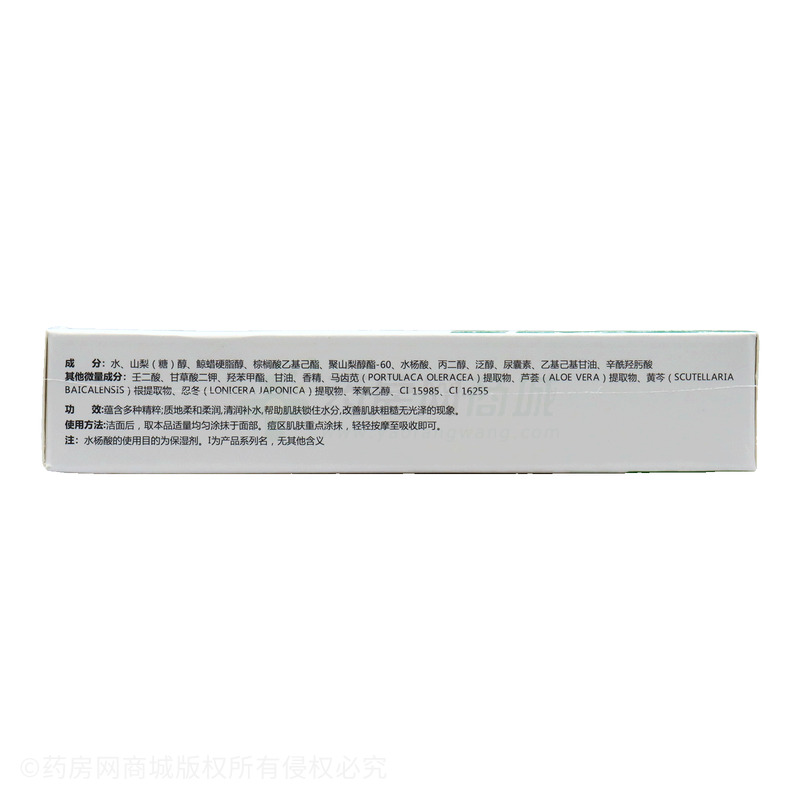 成 分：水、山梨（糖）醇、鲸蜡硬脂醇、棕榈酸乙基己酯、聚山梨醇酯-60、水杨酸、丙二醇、泛醇、尿囊素、乙基己基甘油、辛酰羟肟酸
其他微量成分：壬二酸、甘草酸二钾、羟苯甲酯、甘油、香精、马齿苋（PORTULACA OLERACEA）提取物、芦荟（ALOE VERA）提取物、黄芩（SCUTELLARIA
BAICALENSIS）根提取物、忍冬（LONICERA JAPONICA）提取物、苯氧乙醇、CI 15985、CI 16255
功 效：蕴含多种精粹；质地柔和柔润，清润补水，帮助肌肤锁住水分，改善肌肤粗糙无光泽的现象。
使用方法：洁面后，取本品适量均匀涂抹于面部。痘区肌肤重点涂抹，轻轻按摩至吸收即可。
注：水杨酸的使用目的为保湿剂。I为产品系列名，无其他含义
©药房网商城版权所有侵权必究